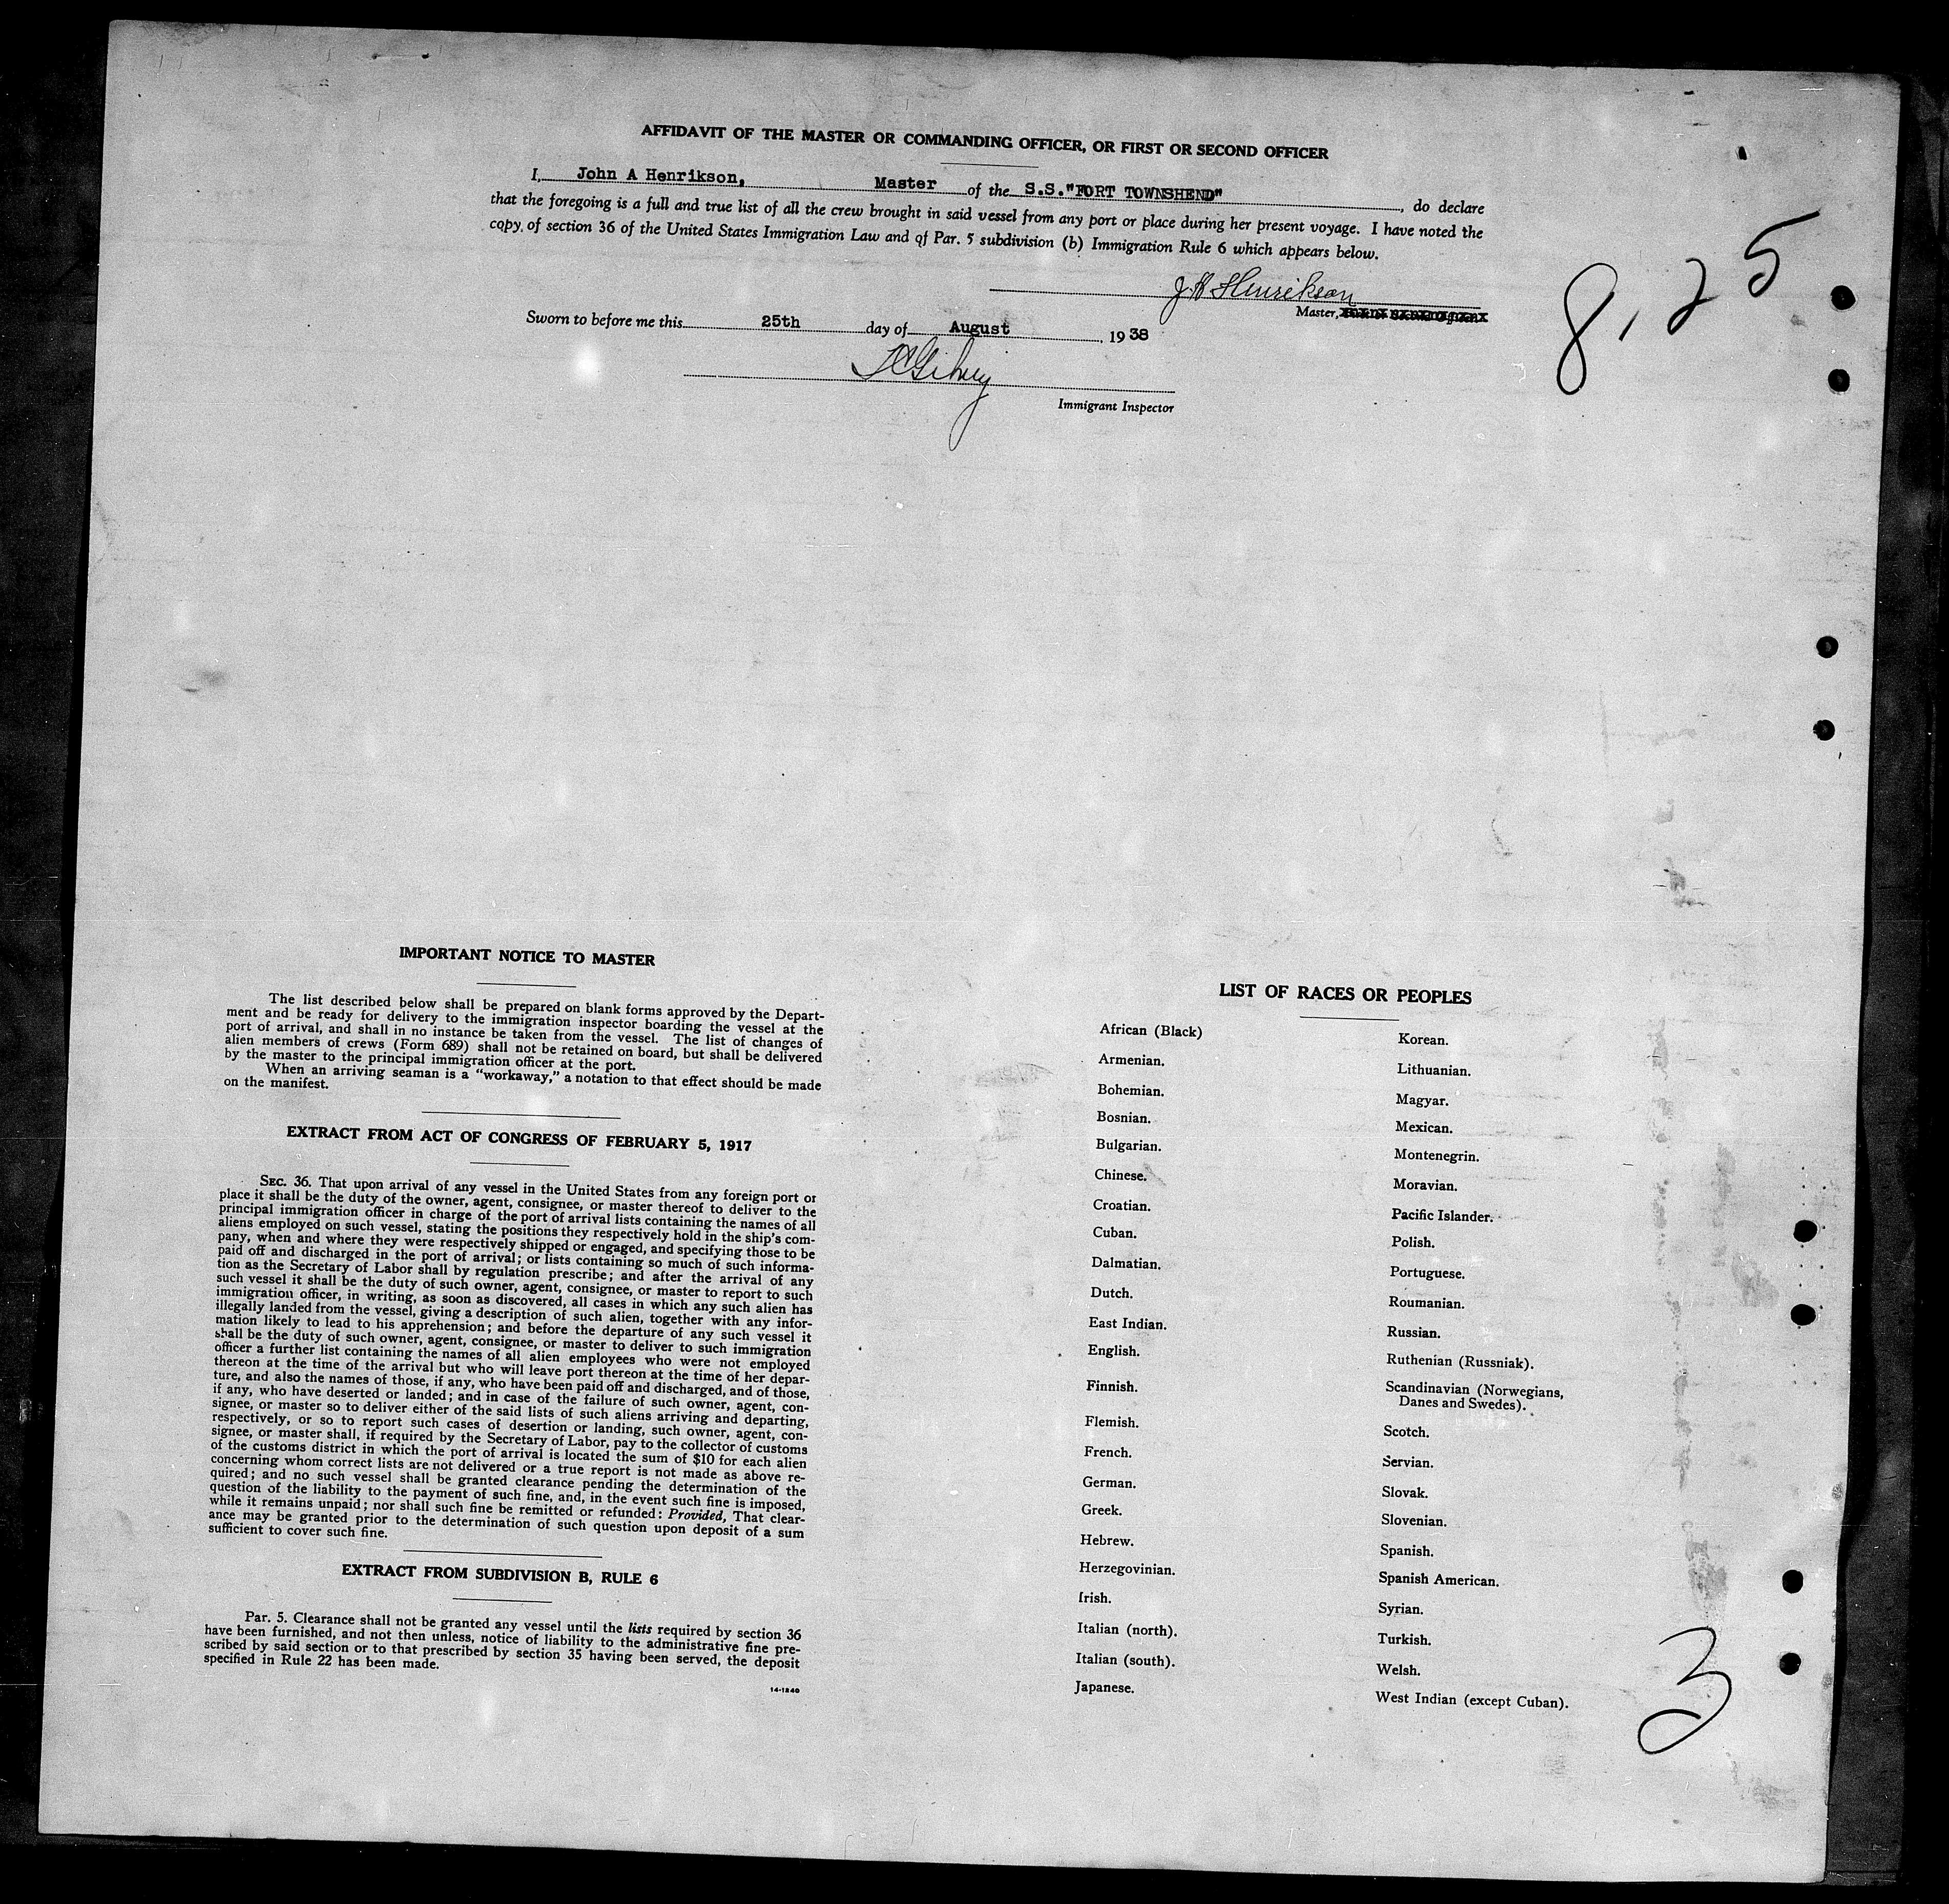 AFFIDAVIT OF THE MASTER OR COMMANDING OFFICER, OR FIRST OR SECOND OFFICER
I, John A Henrikson, Master of the S.S."FORT TOWNSHEND", do declare
that the foregoing is a full and true list of all the crew brought in said vessel from any port or place during her present voyage. I have noted the
copy of section 36 of the United States Immigration Law and of Par. 5 subdivision (b) Immigration Rule 6 which appears below.
J A Henrikson
Master,
Sworn to before me this 25th day of August, 1938
Immigrant Inspector
8,25
IMPORTANT NOTICE TO MASTER
The list described below shall be prepared on blank forms approved by the Depart-
ment and be ready for delivery to the immigration inspector boarding the vessel at the
port of arrival, and shall in no instance be taken from the vessel. The list of changes of
alien members of crews (Form 689) shall not be retained on board, but shall be delivered
by the master to the principal immigration officer at the port.
When an arriving seaman is a "workaway," a notation to that effect should be made
on the manifest.
EXTRACT FROM ACT OF CONGRESS OF FEBRUARY 5, 1917
SEC. 36. That upon arrival of any vessel in the United States from any foreign port or
place it shall be the duty of the owner, agent, consignee, or master thereof to deliver to the
principal immigration officer in charge of the port of arrival lists containing the names of all
aliens employed on such vessel, stating the positions they respectively hold in the ship's com-
pany, when and where they were respectively shipped or engaged, and specifying those to be
paid off and discharged in the port of arrival; or lists containing so much of such informa-
tion as the Secretary of Labor shall by regulation prescribe; and after the arrival of any
such vessel it shall be the duty of such owner, agent, consignee, or master to report to such
immigration officer, in writing, as soon as discovered, all cases in which any such alien has
illegally landed from the vessel, giving a description of such alien, together with any infor-
mation likely to lead to his apprehension; and before the departure of any such vessel it
shall be the duty of such owner, agent, consignee, or master to deliver to such immigration
officer a further list containing the names of all alien employees who were not employed
thereon at the time of the arrival but who will leave port thereon at the time of her depar-
ture, and also the names of those, if any, who have been paid off and discharged, and of those,
if any, who have deserted or landed; and in case of the failure of such owner, agent, con-
signee, or master so to deliver either of the said lists of such aliens arriving and departing,
respectively, or so to report such cases of desertion or landing, such owner, agent, con-
signee, or master shall, if required by the Secretary of Labor, pay to the collector of customs
of the customs district in which the port of arrival is located the sum of $10 for each alien
concerning whom correct lists are not delivered or a true report is not made as above re-
quired; and no such vessel shall be granted clearance pending the determination of the
question of the liability to the payment of such fine, and, in the event such fine is imposed,
while it remains unpaid; nor shall such fine be remitted or refunded: Provided, That clear-
ance may be granted prior to the determination of such question upon deposit of a sum
sufficient to cover such fine.
EXTRACT FROM SUBDIVISION B, RULE 6
Par. 5. Clearance shall not be granted any vessel until the lists required by section 36
have been furnished, and not then unless, notice of liability to the administrative fine pre-
scribed by said section or to that prescribed by section 35 having been served, the deposit
specified in Rule 22 has been made.
14-1240
LIST OF RACES OR PEOPLES
African (Black)
Armenian.
Bohemian.
Bosnian.
Bulgarian.
Chinese.
Croatian.
Cuban.
Dalmatian.
Dutch.
East Indian.
English.
Finnish.
Flemish.
French.
German.
Greek.
Hebrew.
Herzegovinian.
Irish.
Italian (north).
Italian (south).
Japanese.
Korean.
Lithuanian.
Magyar.
Mexican.
Montenegrin.
Moravian.
Pacific Islander.
Polish.
Portuguese.
Roumanian.
Russian.
Ruthenian (Russniak).
Scandinavian (Norwegians,
Danes and Swedes).
Scotch.
Servian.
Slovak.
Slovenian.
Spanish.
Spanish American.
Syrian.
Turkish.
Welsh.
West Indian (except Cuban).
3